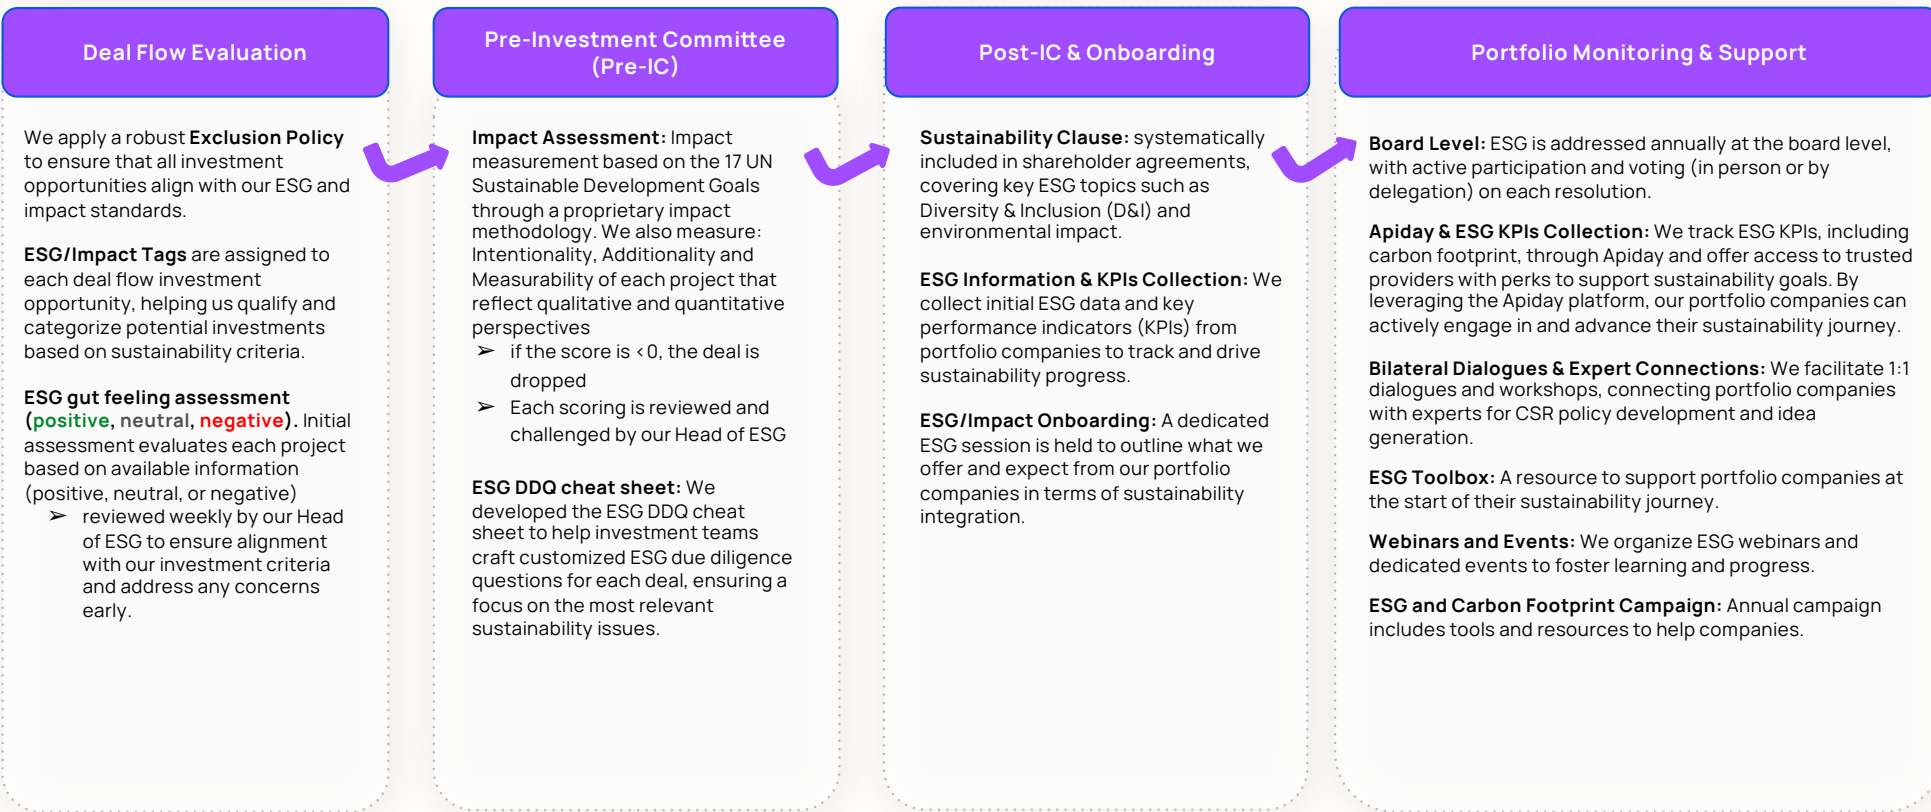 Deal Flow Evaluation
We apply a robust Exclusion Policy
to ensure that all investment
opportunities align with our ESG and
impact standards.
ESG/Impact Tags are assigned to
each deal flow investment
opportunity, helping us qualify and
categorize potential investments
based on sustainability criteria.
ESG gut feeling assessment
(positive, neutral, negative). Initial
assessment evaluates each project
based on available information
(positive, neutral, or negative)
➢ reviewed weekly by our Head
of ESG to ensure alignment
with our investment criteria
and address any concerns
early.
Pre-Investment Committee
(Pre-IC)
Impact Assessment: Impact
measurement based on the 17 UN
Sustainable Development Goals
through a proprietary impact
methodology. We also measure:
Intentionality, Additionality and
Measurability of each project that
reflect qualitative and quantitative
perspectives
➢ if the score is <0, the deal is
dropped
➢ Each scoring is reviewed and
challenged by our Head of ESG
ESG DDQ cheat sheet: We
developed the ESG DDQ cheat
sheet to help investment teams
craft customized ESG due diligence
questions for each deal, ensuring a
focus on the most relevant
sustainability issues.
Post-IC & Onboarding
Sustainability Clause: systematically
included in shareholder agreements,
covering key ESG topics such as
Diversity & Inclusion (D&I) and
environmental impact.
ESG Information & KPIs Collection: We
collect initial ESG data and key
performance indicators (KPIs) from
portfolio companies to track and drive
sustainability progress.
ESG/Impact Onboarding: A dedicated
ESG session is held to outline what we
offer and expect from our portfolio
companies in terms of sustainability
integration.
Portfolio Monitoring & Support
Board Level: ESG is addressed annually at the board level,
with active participation and voting (in person or by
delegation) on each resolution.
Apiday & ESG KPIs Collection: We track ESG KPIs, including
carbon footprint, through Apiday and offer access to trusted
providers with perks to support sustainability goals. By
leveraging the Apiday platform, our portfolio companies can
actively engage in and advance their sustainability journey.
Bilateral Dialogues & Expert Connections: We facilitate 1:1
dialogues and workshops, connecting portfolio companies
with experts for CSR policy development and idea
generation.
ESG Toolbox: A resource to support portfolio companies at
the start of their sustainability journey.
Webinars and Events: We organize ESG webinars and
dedicated events to foster learning and progress.
ESG and Carbon Footprint Campaign: Annual campaign
includes tools and resources to help companies.